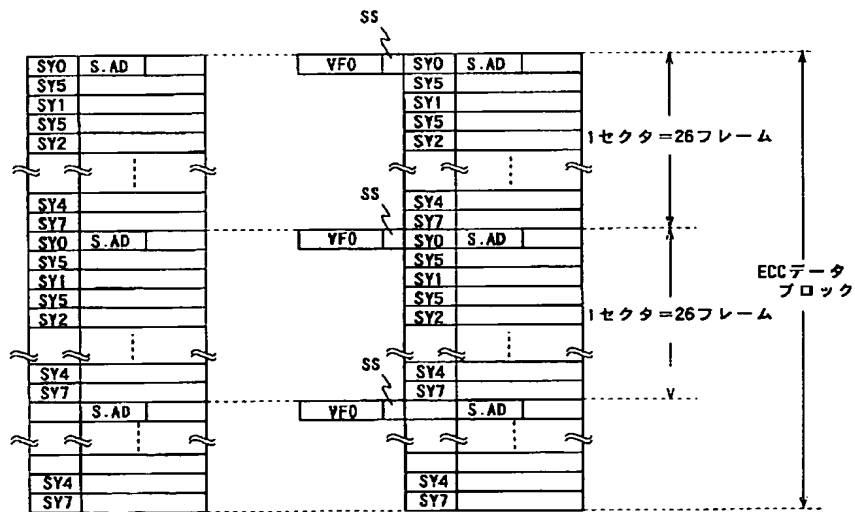 SS
SY0 S.AD VFO SY0 S.AD
SY5 SY5
SY1 SY1
SY5 SY5
SY2 SY2
1セクタ=26フレーム
SS
SY4 SY4
SY7 SY7
SY0 S.AD VFO SY0 S.AD
SY5 SY5
SY1 SY1
SY5 SY5
SY2 SY2
ECCデータ
ブロック
1セクタ=26フレーム
SS
SY4 SY4
SY7 SY7
S.AD VFO S.AD
SY4 SY4
SY7 SY7